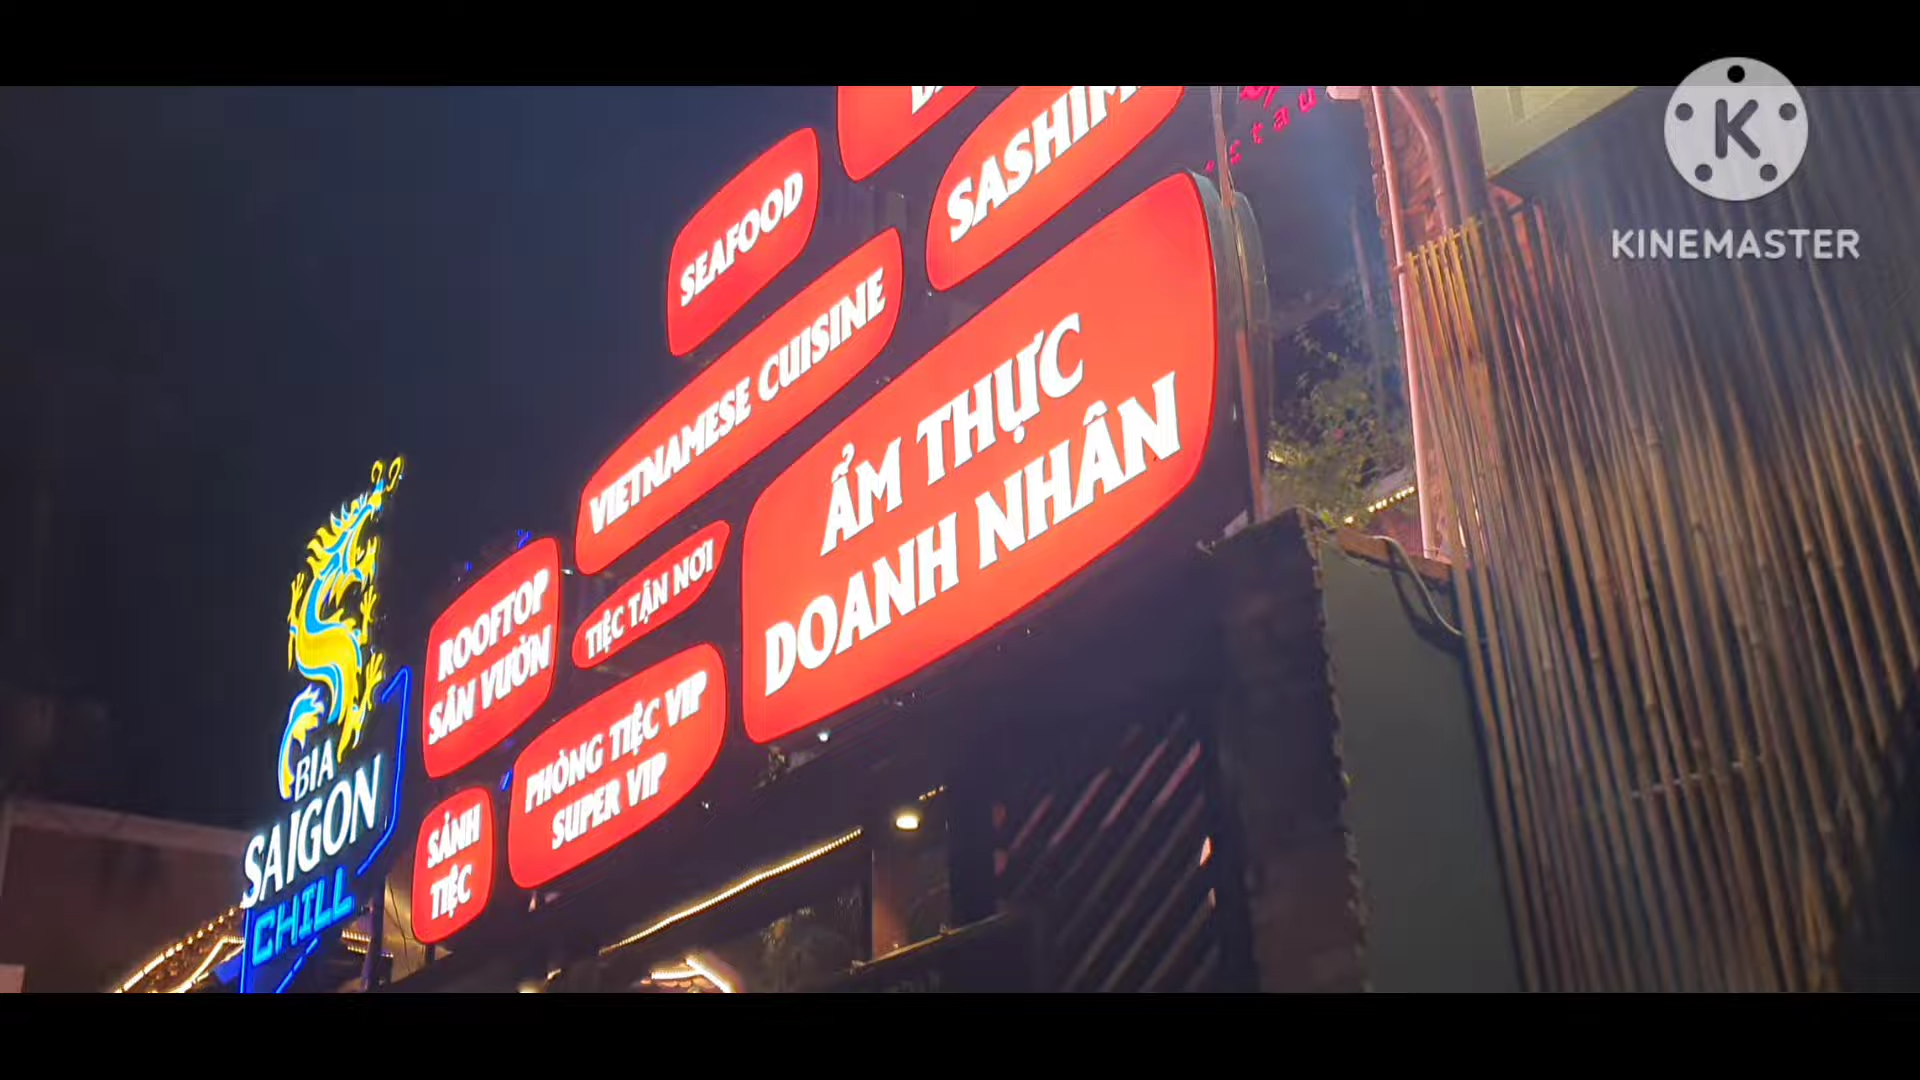 SEAFOOD
VIETNAMESE CUISINE
ẨM THỰC
DOANH NHÂN
ROOFTOP
SÂN VƯỜN
TIỆC TẬN NƠI
PHÒNG TIỆC VIP
SUPER VIP
SẢNH
TIỆC
BIA
SAIGON
CHILL
K
KINEMASTER